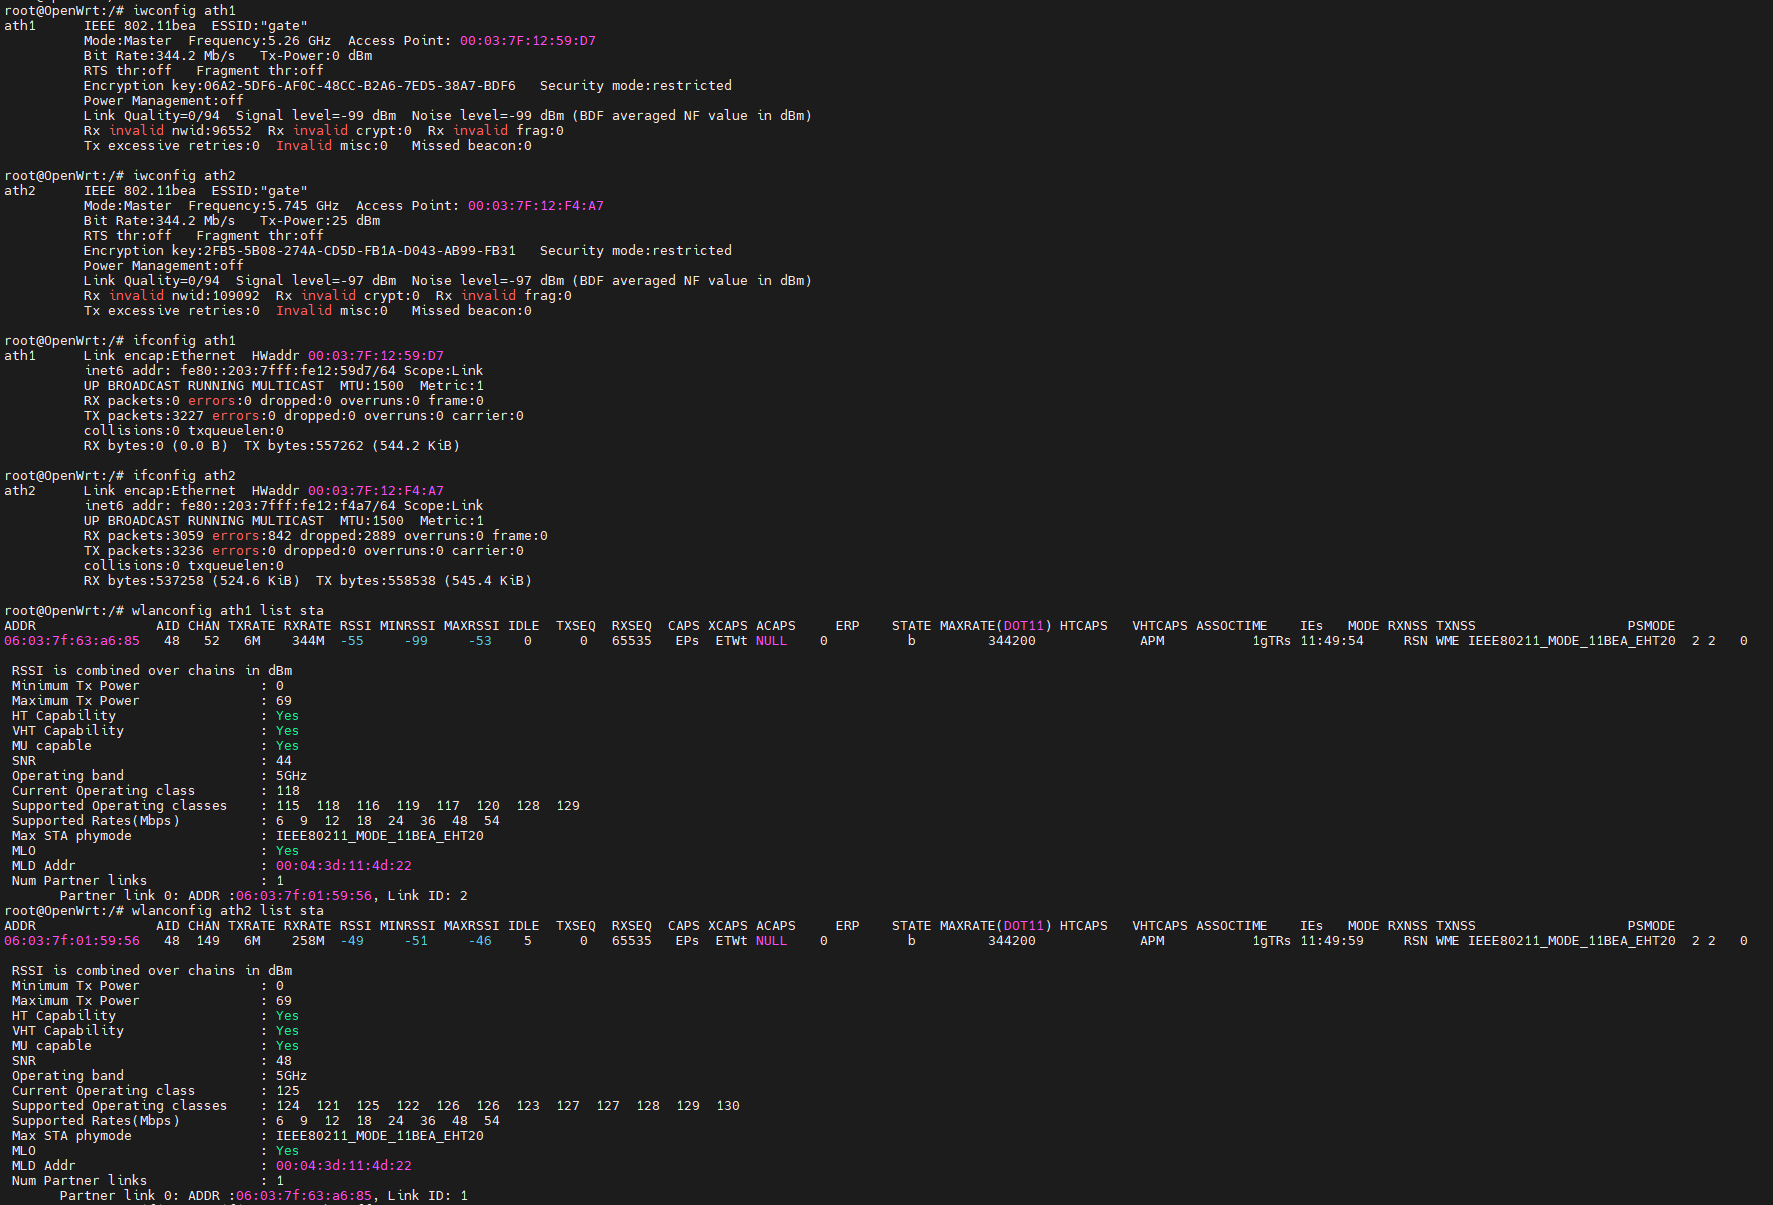 root@OpenWrt:/# iwconfig ath1
ath1      IEEE 802.11bea  ESSID:"gate"
          Mode:Master  Frequency:5.26 GHz  Access Point: 00:03:7F:12:59:D7
          Bit Rate:344.2 Mb/s   Tx-Power:0 dBm
          RTS thr:off   Fragment thr:off
          Encryption key:06A2-5DF6-AF0C-48CC-B2A6-7ED5-38A7-BDF6   Security mode:restricted
          Power Management:off
          Link Quality=0/94  Signal level=-99 dBm  Noise level=-99 dBm (BDF averaged NF value in dBm)
          Rx invalid nwid:96552  Rx invalid crypt:0  Rx invalid frag:0
          Tx excessive retries:0  Invalid misc:0   Missed beacon:0

root@OpenWrt:/# iwconfig ath2
ath2      IEEE 802.11bea  ESSID:"gate"
          Mode:Master  Frequency:5.745 GHz  Access Point: 00:03:7F:12:F4:A7
          Bit Rate:344.2 Mb/s   Tx-Power:25 dBm
          RTS thr:off   Fragment thr:off
          Encryption key:2FB5-5B08-274A-CD5D-FB1A-D043-AB99-FB31   Security mode:restricted
          Power Management:off
          Link Quality=0/94  Signal level=-97 dBm  Noise level=-97 dBm (BDF averaged NF value in dBm)
          Rx invalid nwid:109092  Rx invalid crypt:0  Rx invalid frag:0
          Tx excessive retries:0  Invalid misc:0   Missed beacon:0

root@OpenWrt:/# ifconfig ath1
ath1      Link encap:Ethernet  HWaddr 00:03:7F:12:59:D7
          inet6 addr: fe80::203:7fff:fe12:59d7/64 Scope:Link
          UP BROADCAST RUNNING MULTICAST  MTU:1500  Metric:1
          RX packets:0 errors:0 dropped:0 overruns:0 frame:0
          TX packets:3227 errors:0 dropped:0 overruns:0 carrier:0
          collisions:0 txqueuelen:0
          RX bytes:0 (0.0 B)  TX bytes:557262 (544.2 KiB)

root@OpenWrt:/# ifconfig ath2
ath2      Link encap:Ethernet  HWaddr 00:03:7F:12:F4:A7
          inet6 addr: fe80::203:7fff:fe12:f4a7/64 Scope:Link
          UP BROADCAST RUNNING MULTICAST  MTU:1500  Metric:1
          RX packets:3059 errors:842 dropped:2889 overruns:0 frame:0
          TX packets:3236 errors:0 dropped:0 overruns:0 carrier:0
          collisions:0 txqueuelen:0
          RX bytes:537258 (524.6 KiB)  TX bytes:558538 (545.4 KiB)

root@OpenWrt:/# wlanconfig ath1 list sta
ADDR               AID CHAN TXRATE RXRATE RSSI MINRSSI MAXRSSI IDLE  TXSEQ  RXSEQ  CAPS XCAPS ACAPS     ERP    STATE MAXRATE(DOT11) HTCAPS   VHTCAPS ASSOCTIME    IEs   MODE RXNSS TXNSS                   PSMODE
06:03:7f:63:a6:85   48   52   6M   344M  -55     -99     -53    0      0   65535   EPs  ETWt NULL    0          b         344200             APM           1gTRs 11:49:54     RSN WME IEEE80211_MODE_11BEA_EHT20  2 2   0

 RSSI is combined over chains in dBm
 Minimum Tx Power               : 0
 Maximum Tx Power               : 69
 HT Capability                  : Yes
 VHT Capability                 : Yes
 MU capable                     : Yes
 SNR                            : 44
 Operating band                 : 5GHz
 Current Operating class        : 118
 Supported Operating classes    : 115  118  116  119  117  120  128  129
 Supported Rates(Mbps)          : 6  9  12  18  24  36  48  54
 Max STA phymode                : IEEE80211_MODE_11BEA_EHT20
 MLO                            : Yes
 MLD Addr                       : 00:04:3d:11:4d:22
 Num Partner links              : 1
       Partner link 0: ADDR :06:03:7f:01:59:56, Link ID: 2
root@OpenWrt:/# wlanconfig ath2 list sta
ADDR               AID CHAN TXRATE RXRATE RSSI MINRSSI MAXRSSI IDLE  TXSEQ  RXSEQ  CAPS XCAPS ACAPS     ERP    STATE MAXRATE(DOT11) HTCAPS   VHTCAPS ASSOCTIME    IEs   MODE RXNSS TXNSS                   PSMODE
06:03:7f:01:59:56   48  149   6M   258M  -49     -51     -46    5      0   65535   EPs  ETWt NULL    0          b         344200             APM           1gTRs 11:49:59     RSN WME IEEE80211_MODE_11BEA_EHT20  2 2   0

 RSSI is combined over chains in dBm
 Minimum Tx Power               : 0
 Maximum Tx Power               : 69
 HT Capability                  : Yes
 VHT Capability                 : Yes
 MU capable                     : Yes
 SNR                            : 48
 Operating band                 : 5GHz
 Current Operating class        : 125
 Supported Operating classes    : 124  121  125  122  126  126  123  127  127  128  129  130
 Supported Rates(Mbps)          : 6  9  12  18  24  36  48  54
 Max STA phymode                : IEEE80211_MODE_11BEA_EHT20
 MLO                            : Yes
 MLD Addr                       : 00:04:3d:11:4d:22
 Num Partner links              : 1
       Partner link 0: ADDR :06:03:7f:63:a6:85, Link ID: 1